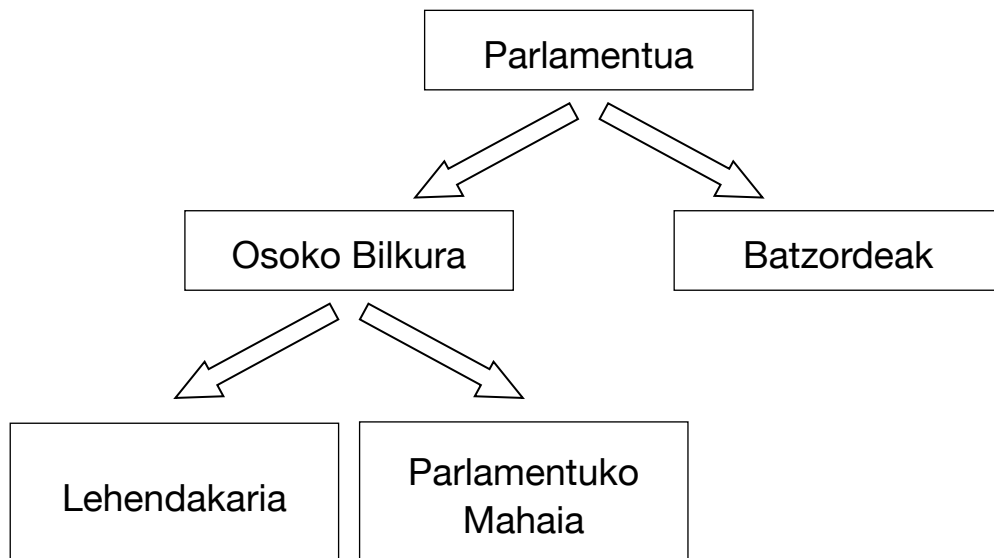 Parlamentua
Osoko Bilkura
Batzordeak
Lehendakaria
Parlamentuko
Mahaia